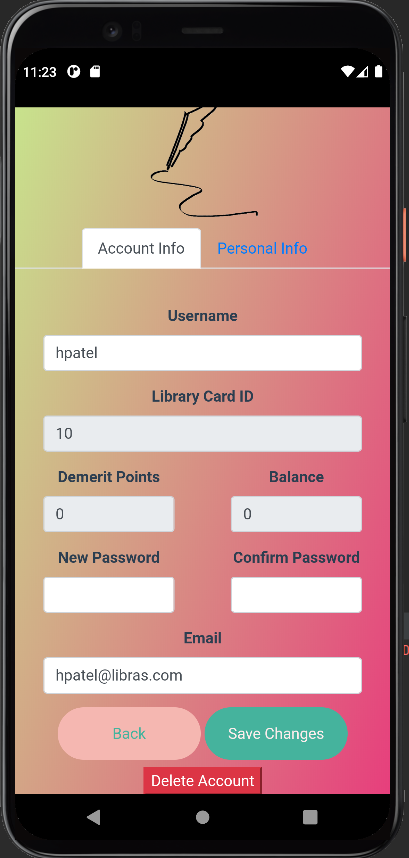 11:23
Account Info Personal Info
Username
hpatel
Library Card ID
10
Demerit Points Balance
0 0
New Password Confirm Password
Email
hpatel@libras.com
Back Save Changes
Delete Account